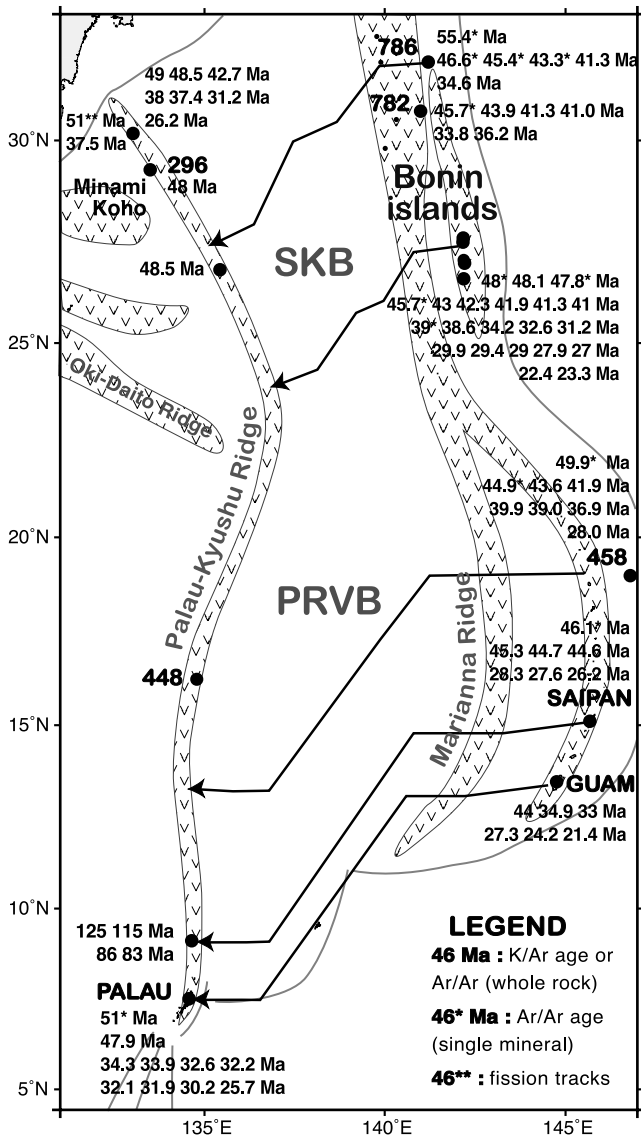 786
55.4* Ma
46.6* 45.4* 43.3* 41.3 Ma
34.6 Ma
49 48.5 42.7 Ma
38 37.4 31.2 Ma
26.2 Ma
782
45.7* 43.9 41.3 41.0 Ma
33.8 36.2 Ma
51** Ma
37.5 Ma
30°N
296
48 Ma
Minami
Koho
Bonin
islands
SKB
48.5 Ma
48* 48.1 47.8* Ma
45.7* 43 42.3 41.9 41.3 41 Ma
39* 38.6 34.2 32.6 31.2 Ma
29.9 29.4 29 27.9 27 Ma
22.4 23.3 Ma
25°N
Oki-Daito Ridge
Palau-Kyushu Ridge
49.9* Ma
44.9* 43.6 41.9 Ma
39.9 39.0 36.9 Ma
28.0 Ma
20°N
458
PRVB
Marianna Ridge
46.1* Ma
45.3 44.7 44.6 Ma
28.3 27.6 26.2 Ma
448
SAIPAN
15°N
GUAM
44 34.9 33 Ma
27.3 24.2 21.4 Ma
10°N
125 115 Ma
86 83 Ma
PALAU
51* Ma
47.9 Ma
34.3 33.9 32.6 32.2 Ma
32.1 31.9 30.2 25.7 Ma
LEGEND
46 Ma : K/Ar age or
Ar/Ar (whole rock)
46* Ma : Ar/Ar age
(single mineral)
46** : fission tracks
5°N
135°E
140°E
145°E